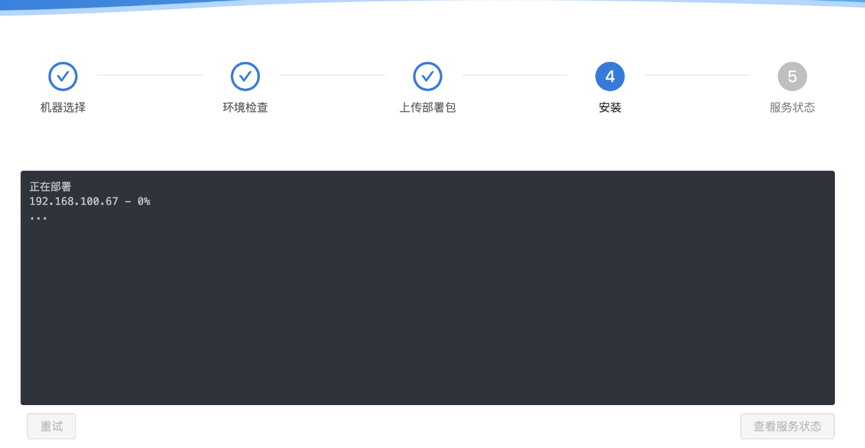 4
5
机器选择
环境检查
上传部署包
安装
服务状态
正在部署
192.168.100.67 - 0%
...
重试
查看服务状态